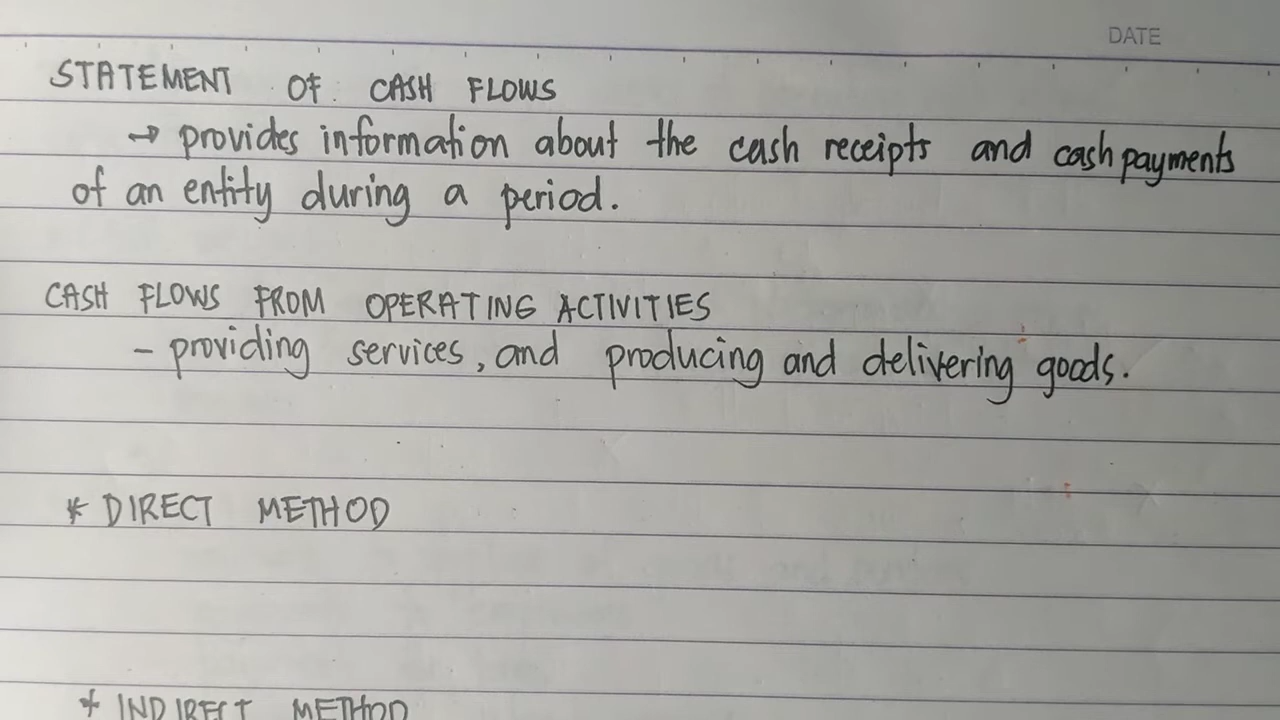 DATE
STATEMENT OF CASH FLOWS
→ provides information about the cash receipts and cash payments
of an entity during a period.
CASH FLOWS FROM OPERATING ACTIVITIES
- providing services, and producing and delivering goods.
* DIRECT METHOD
* INDIRECT METHOD